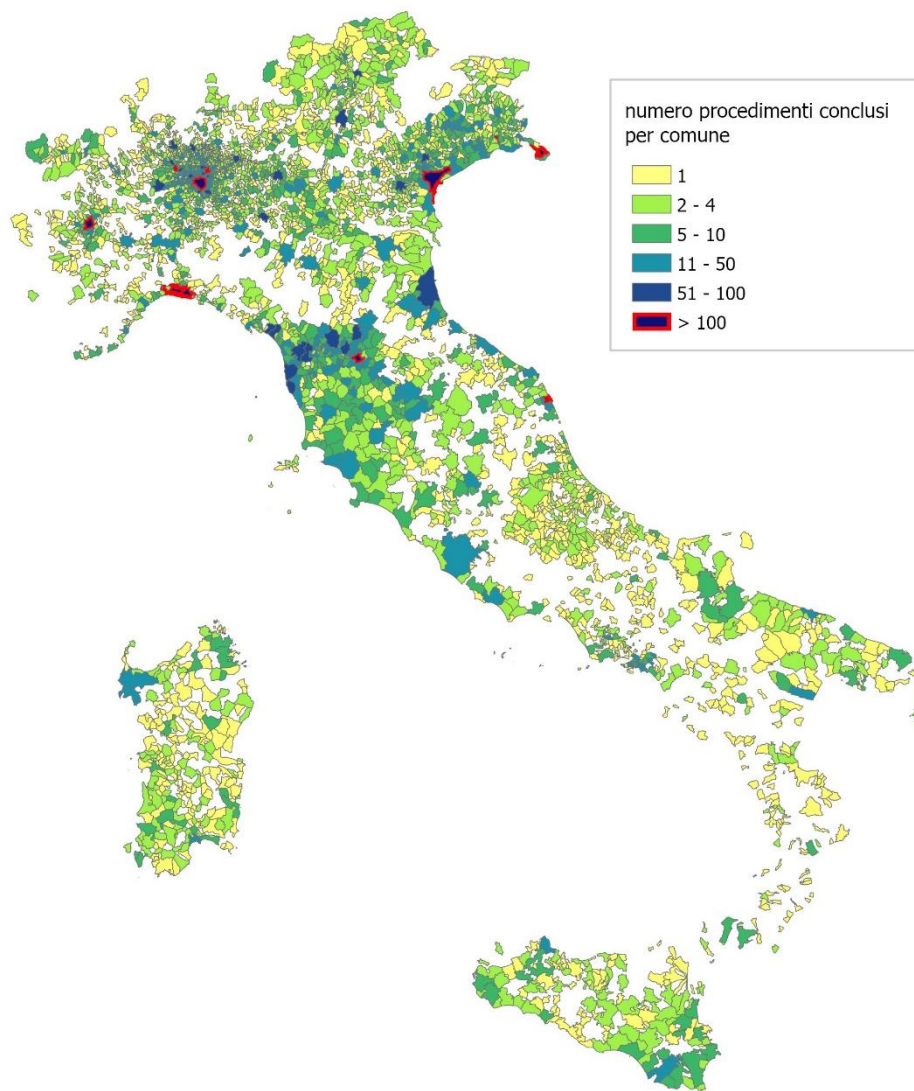 numero procedimenti conclusi
per comune
1
2 - 4
5 - 10
11 - 50
51 - 100
> 100